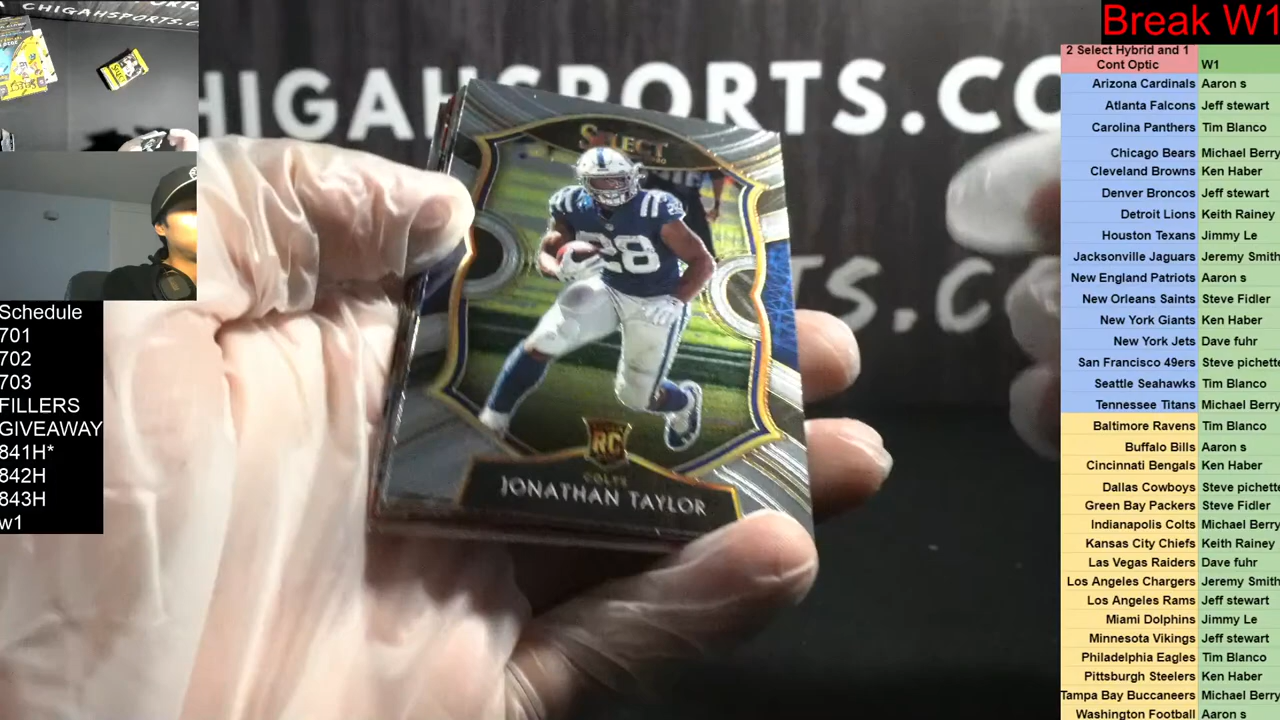 CHIGAHSPORTS.CO
Break W1
2 Select Hybrid and 1
Cont Optic W1
Arizona Cardinals Aaron s
Atlanta Falcons Jeff stewart
Carolina Panthers Tim Blanco
Chicago Bears Michael Berry
Cleveland Browns Ken Haber
Denver Broncos Jeff stewart
Detroit Lions Keith Rainey
Houston Texans Jimmy Le
Jacksonville Jaguars Jeremy Smith
New England Patriots Aaron s
New Orleans Saints Steve Fidler
New York Giants Ken Haber
New York Jets Dave fuhr
San Francisco 49ers Steve pichette
Seattle Seahawks Tim Blanco
Tennessee Titans Michael Berry
Baltimore Ravens Tim Blanco
Buffalo Bills Aaron s
Cincinnati Bengals Ken Haber
Dallas Cowboys Steve pichette
Green Bay Packers Steve Fidler
Indianapolis Colts Michael Berry
Kansas City Chiefs Keith Rainey
Las Vegas Raiders Dave fuhr
Los Angeles Chargers Jeremy Smith
Los Angeles Rams Jeff stewart
Miami Dolphins Jimmy Le
Minnesota Vikings Jeff stewart
Philadelphia Eagles Tim Blanco
Pittsburgh Steelers Ken Haber
Tampa Bay Buccaneers Michael Berry
Washington Football Aaron s
HIGAHSPORTS.CO
TS.C
SELECT
28
RC
COLTS
JONATHAN TAYLOR
Schedule
701
702
703
FILLERS
GIVEAWAY
841H*
842H
843H
w1